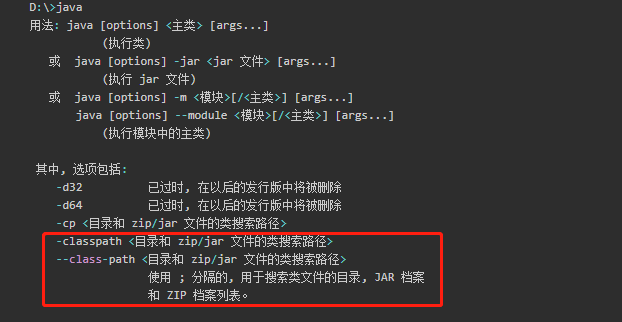 D:\>java
用法: java [options] <主类> [args...]
(执行类)
或 java [options] -jar <jar 文件> [args...]
(执行 jar 文件)
或 java [options] -m <模块>[/<主类>] [args...]
java [options] --module <模块>[/<主类>] [args...]
(执行模块中的主类)
其中, 选项包括:
-d32 已过时, 在以后的发行版中将被删除
-d64 已过时, 在以后的发行版中将被删除
-cp <目录和 zip/jar 文件的类搜索路径>
-classpath <目录和 zip/jar 文件的类搜索路径>
--class-path <目录和 zip/jar 文件的类搜索路径>
使用 ; 分隔的, 用于搜索类文件的目录, JAR 档案
和 ZIP 档案列表。